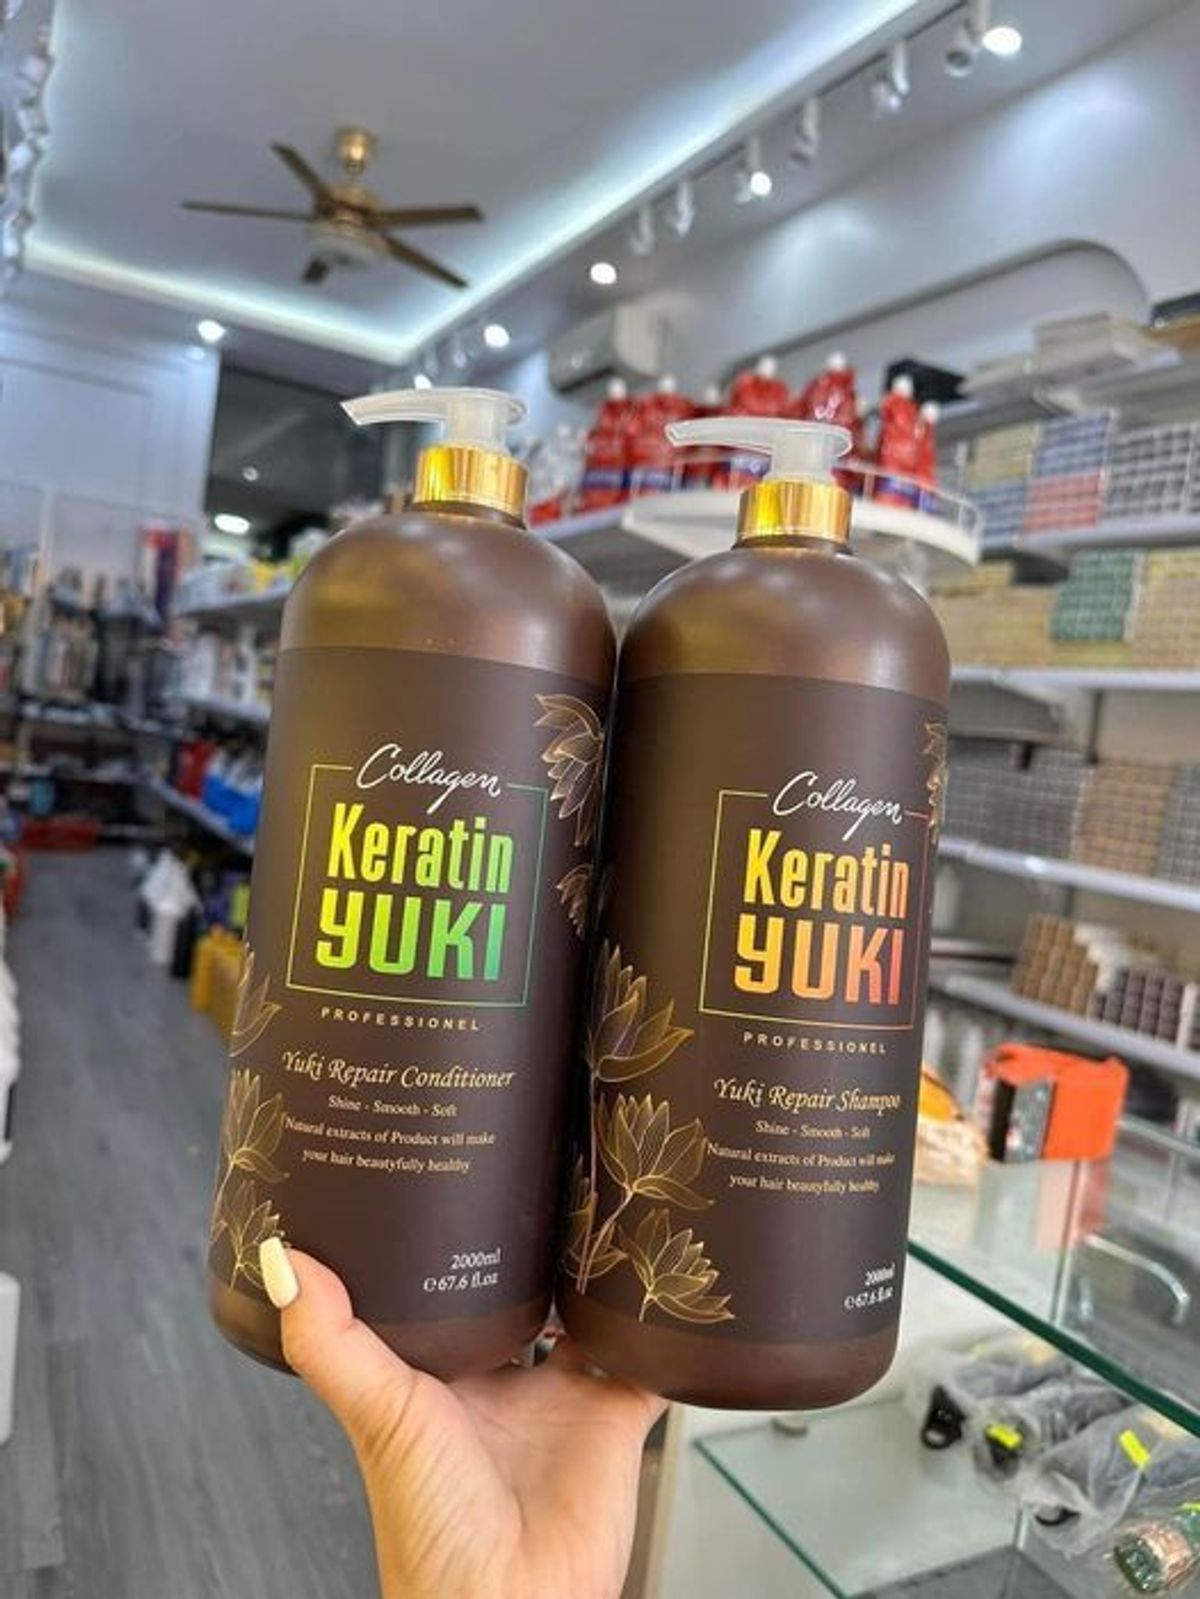 Collagen
Keratin
YUKI
PROFESSIONEL
Yuki Repair Conditioner
Shine - Smooth - Soft
Natural extracts of Product will make
your hair beautyfully healthy
2000ml
℮67.6 fl.oz
Collagen
Keratin
YUKI
PROFESSIONEL
Yuki Repair Shampoo
Shine - Smooth - Soft
Natural extracts of Product will make
your hair beautyfully healthy
2000ml
℮67.6 fl.oz